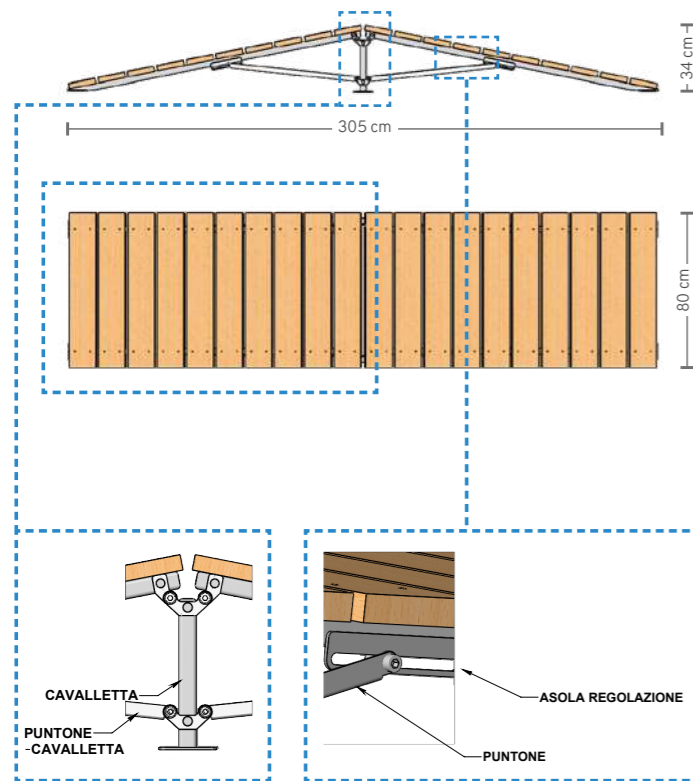 34 cm
305 cm
80 cm
CAVALLETTA
PUNTONE
-CAVALLETTA
ASOLA REGOLAZIONE
PUNTONE